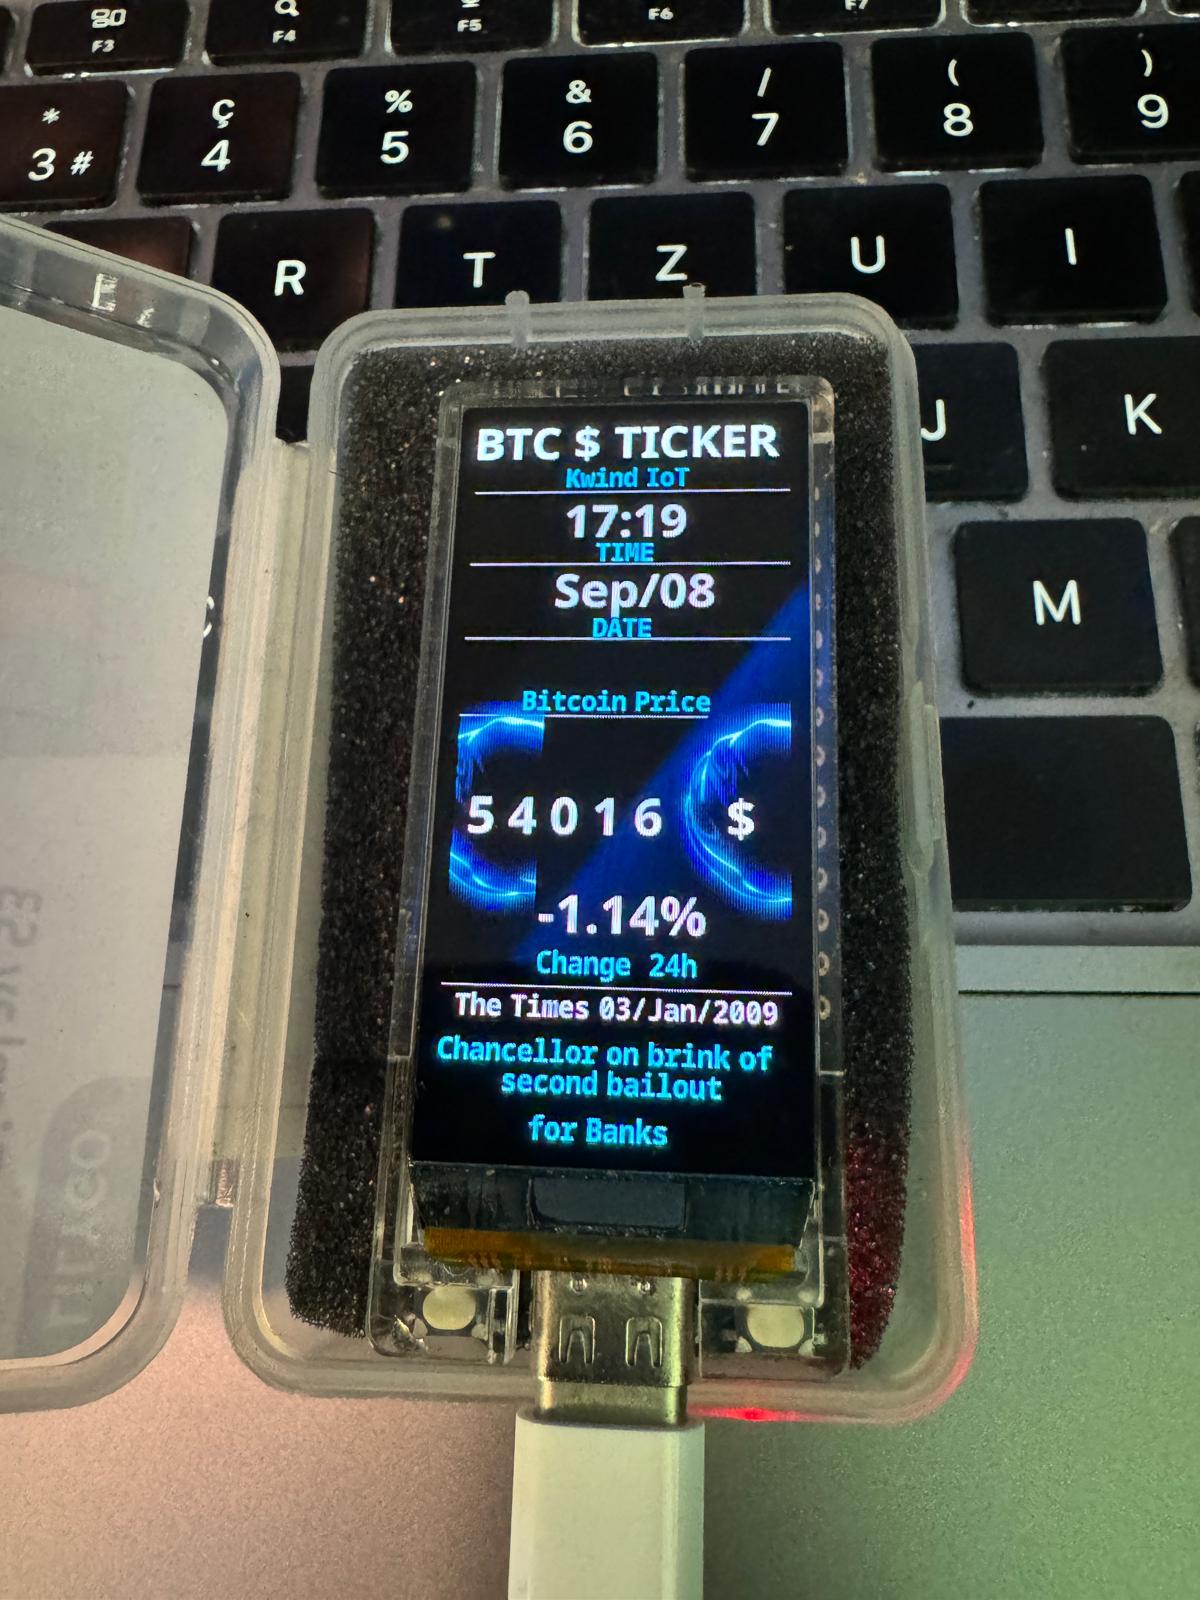 F3
F4
F5
F6
F7
*
3 #
Ç
4
%
5
&
6
/
7
(
8
)
9
R
T
Z
U
I
J
K
M
BTC $ TICKER
Kwind IoT
17:19
TIME
Sep/08
DATE
Bitcoin Price
54016 $
-1.14%
Change 24h
The Times 03/Jan/2009
Chancellor on brink of
second bailout
for Banks